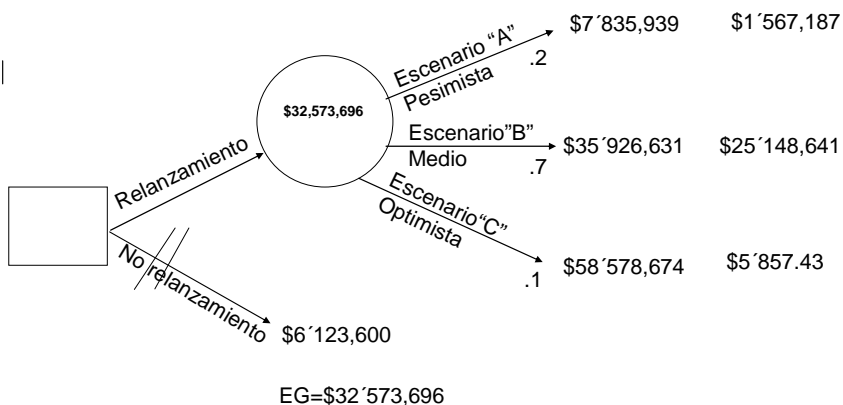 $7´835,939 $1´567,187
Escenario "A"
.2
Pesimista
$32,573,696
Escenario"B"
Medio
.7
$35´926,631 $25´148,641
Relanzamiento
Escenario"C"
Optimista
.1
$58´578,674 $5´857.43
No relanzamiento
$6´123,600
EG=$32´573,696